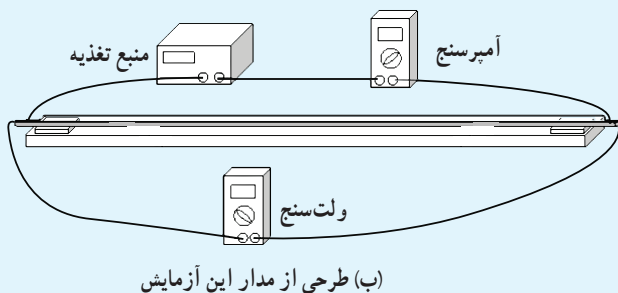 آمپرسنج
منبع تغذیه
ولت‌سنج
(ب) طرحی از مدار این آزمایش